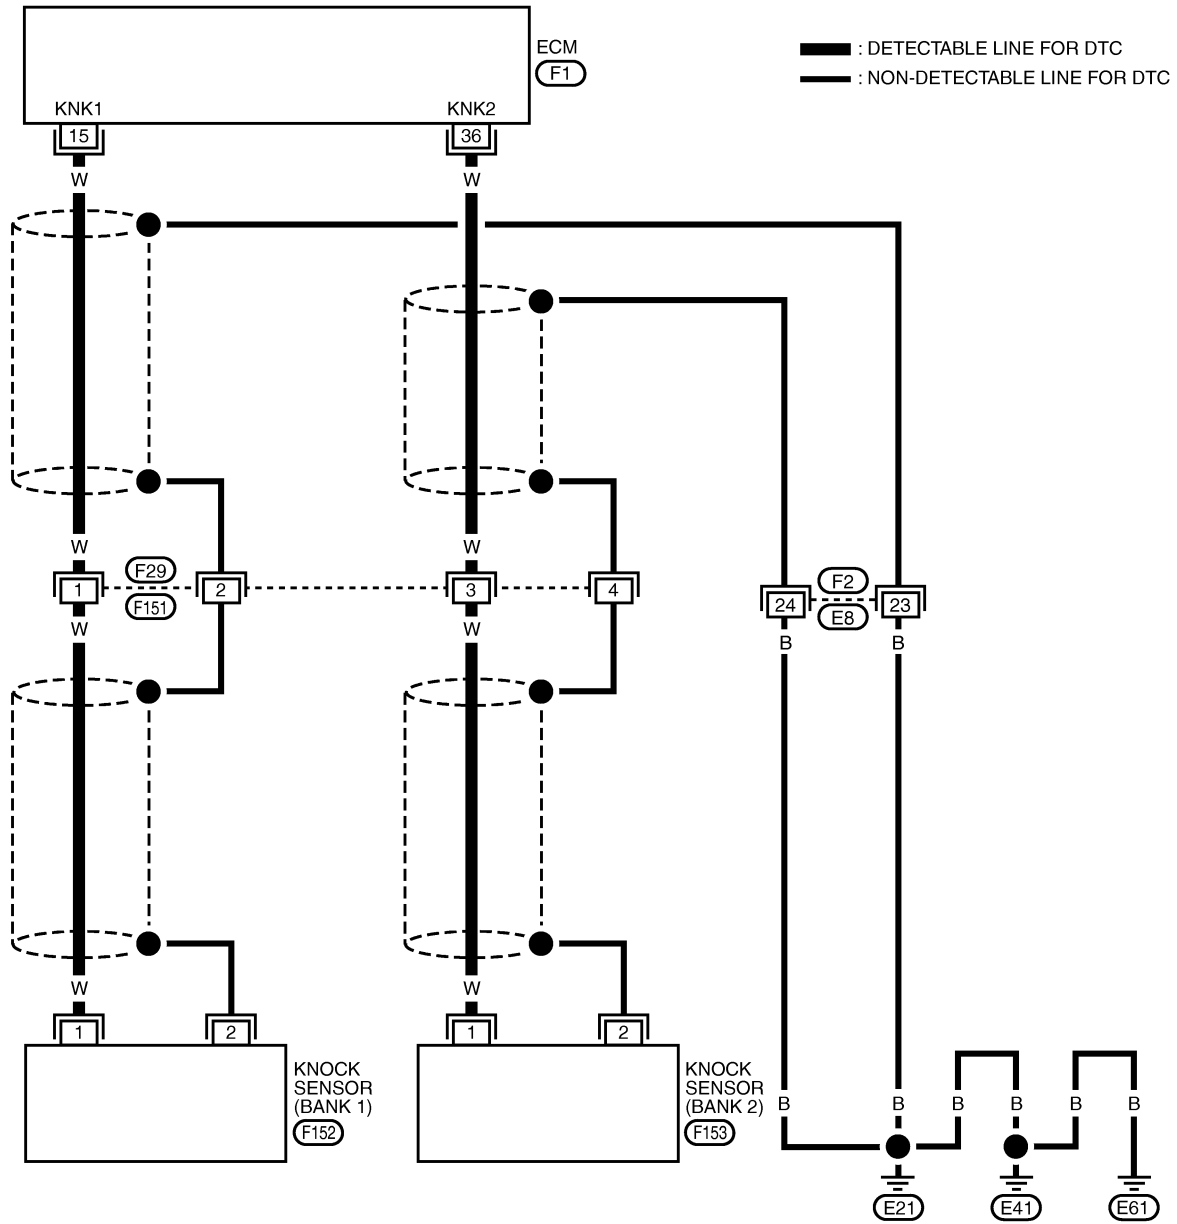 ECM
F1
: DETECTABLE LINE FOR DTC
: NON-DETECTABLE LINE FOR DTC
KNK1
KNK2
15
36
W
W
W
W
F29
F151
1
2
3
4
F2
E8
24
23
W
W
B
B
W
W
1
2
1
2
KNOCK
SENSOR
(BANK 1)
F152
KNOCK
SENSOR
(BANK 2)
F153
B
B
B
B
B
B
E21
E41
E61